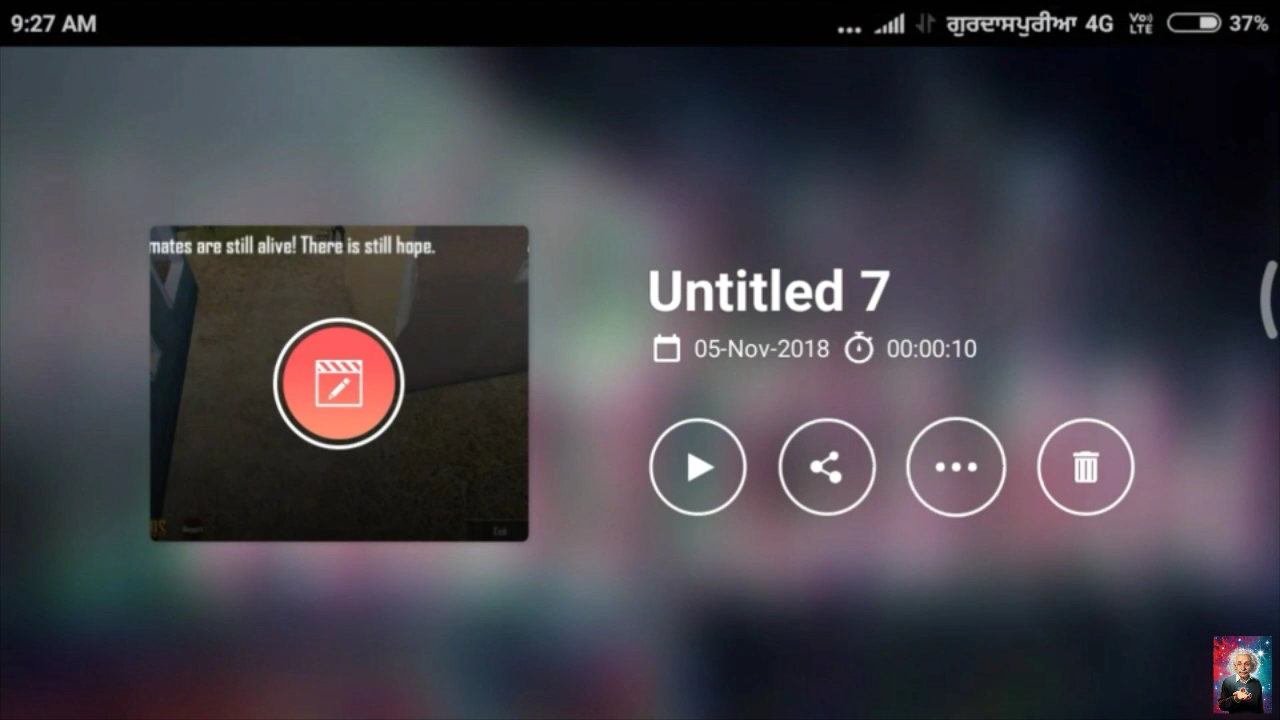 9:27 AM ... ਗੁਰਦਾਸਪੁਰੀਆ 4G Vo)) LTE 37%
mates are still alive! There is still hope.
Untitled 7
05-Nov-2018 00:00:10
Exit